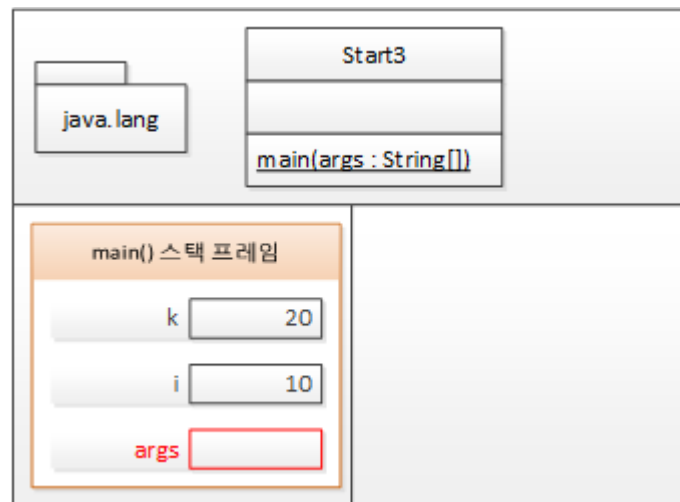 Start3
java.lang
main(args : String[])
main() 스택 프레임
k 20
i 10
args